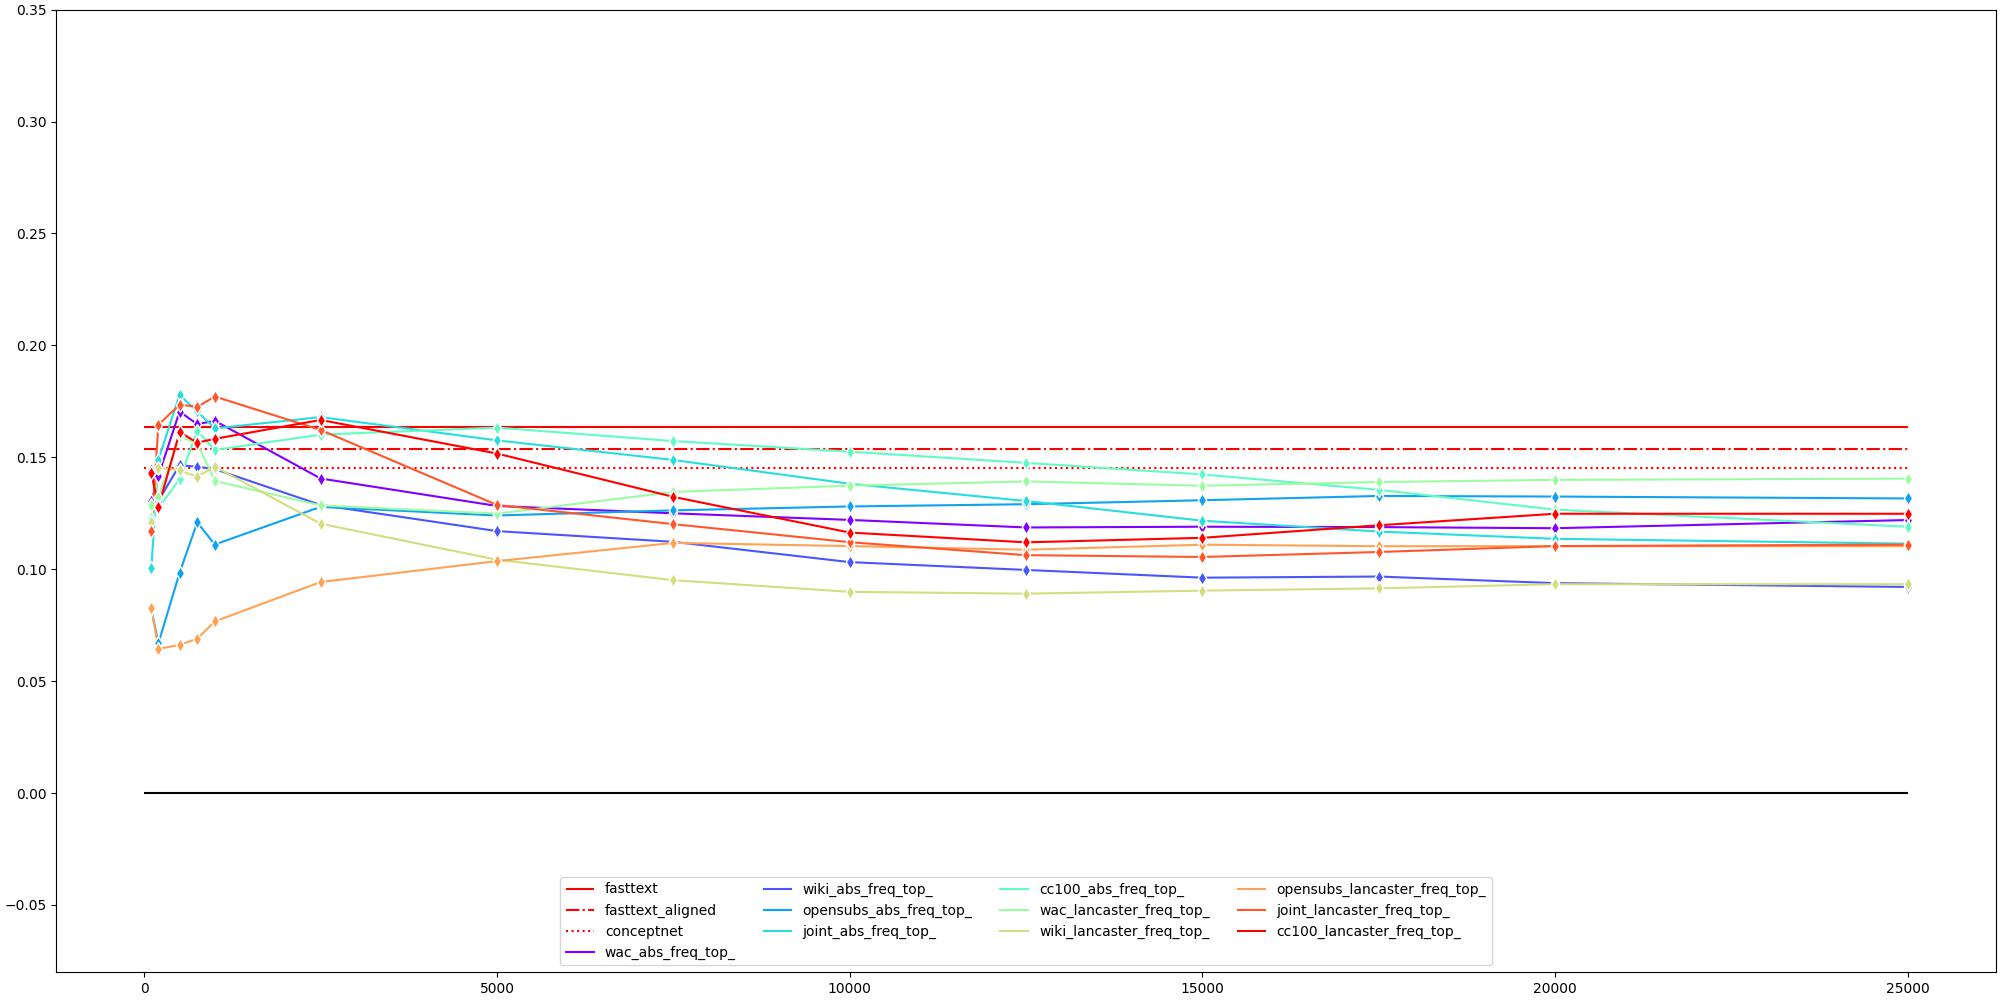 0.35
0.30
0.25
0.20
0.15
0.10
0.05
0.00
−0.05
fasttext
fasttext_aligned
conceptnet
wac_abs_freq_top_
wiki_abs_freq_top_
opensubs_abs_freq_top_
joint_abs_freq_top_
cc100_abs_freq_top_
wac_lancaster_freq_top_
wiki_lancaster_freq_top_
opensubs_lancaster_freq_top_
joint_lancaster_freq_top_
cc100_lancaster_freq_top_
0 5000 10000 15000 20000 25000